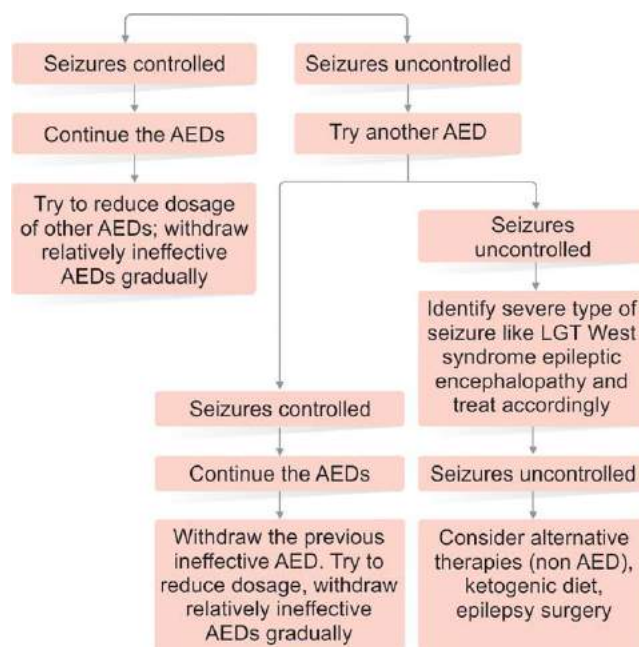 Seizures controlled
Seizures uncontrolled
Continue the AEDs
Try another AED
Try to reduce dosage
of other AEDs; withdraw
relatively ineffective
AEDs gradually
Seizures
uncontrolled
Identify severe type of
seizure like LGT West
syndrome epileptic
encephalopathy and
treat accordingly
Seizures controlled
Continue the AEDs
Seizures uncontrolled
Withdraw the previous
ineffective AED. Try to
reduce dosage, withdraw
relatively ineffective
AEDs gradually
Consider alternative
therapies (non AED),
ketogenic diet,
epilepsy surgery